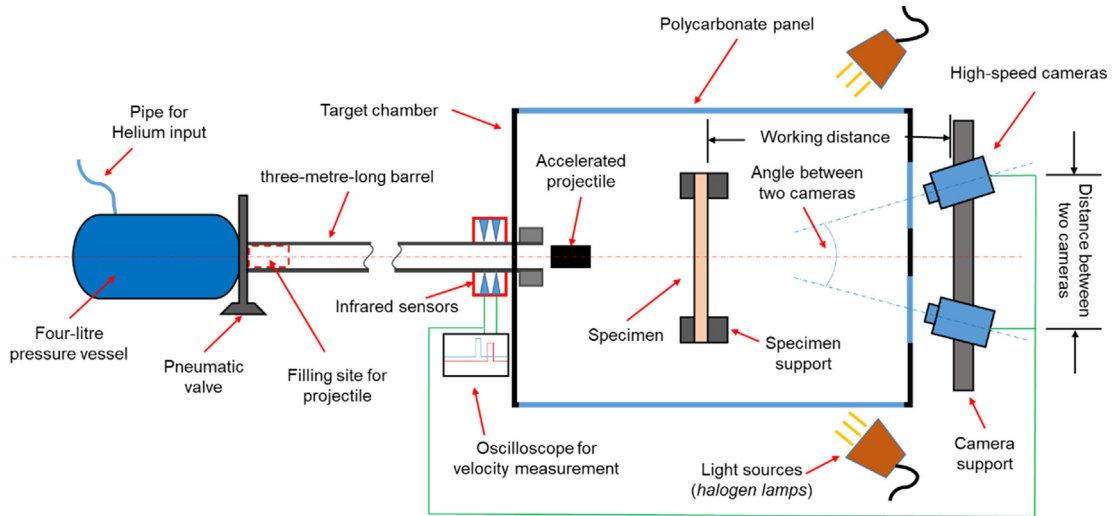 Polycarbonate panel
High-speed cameras
Pipe for
Helium input
Target chamber
Working distance
three-metre-long barrel
Accelerated
projectile
Angle between
two cameras
Distance between
two cameras
Infrared sensors
Four-litre
pressure vessel
Pneumatic
valve
Filling site for
projectile
Specimen
Specimen
support
Oscilloscope for
velocity measurement
Light sources
(halogen lamps)
Camera
support